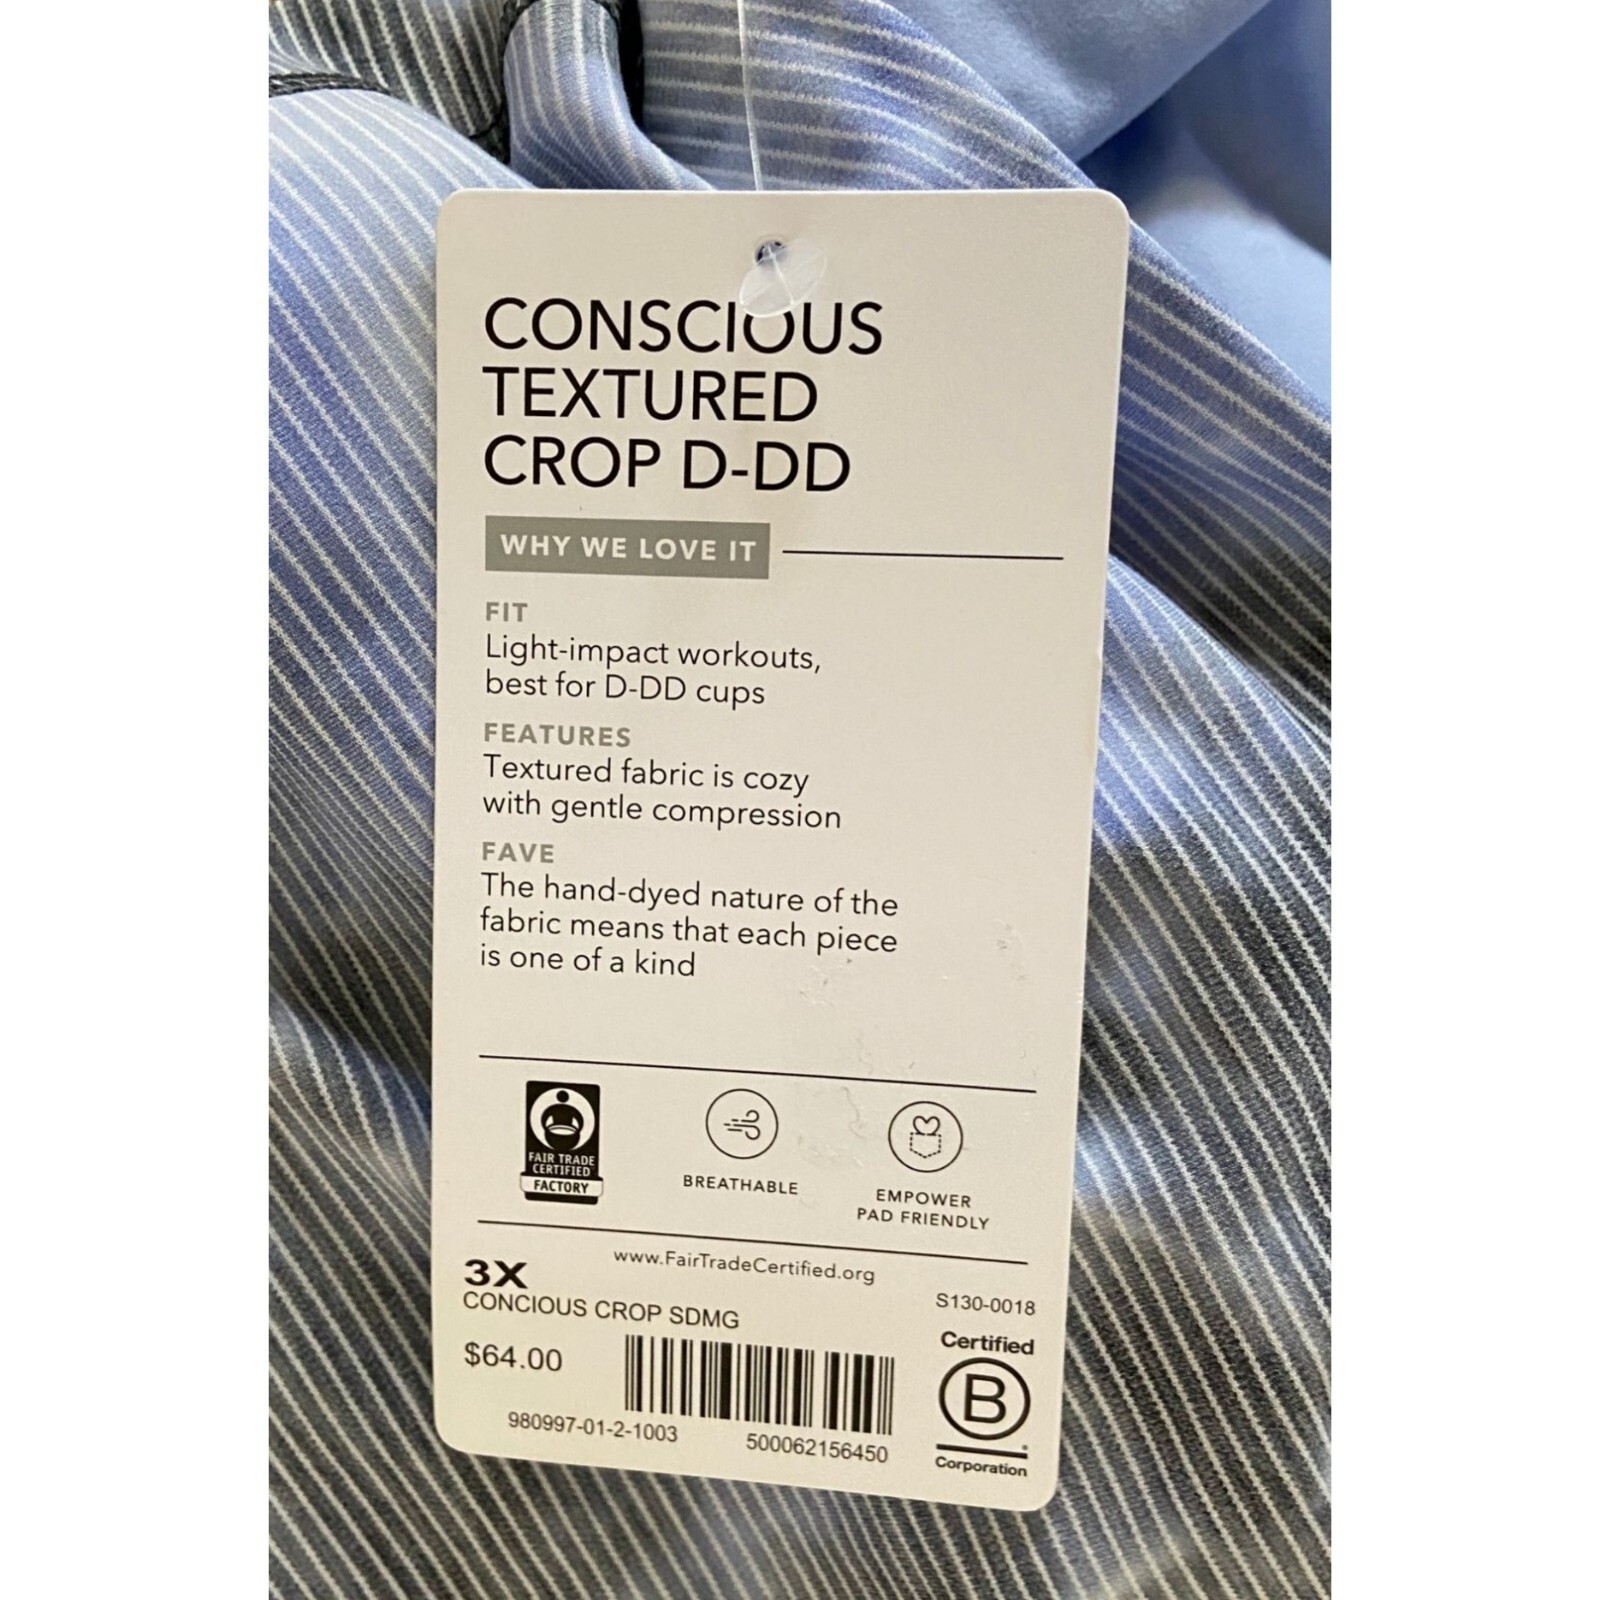 CONSCIOUS
TEXTURED
CROP D-DD
WHY WE LOVE IT
FIT
Light-impact workouts,
best for D-DD cups
FEATURES
Textured fabric is cozy
with gentle compression
FAVE
The hand-dyed nature of the
fabric means that each piece
is one of a kind
FAIR TRADE
CERTIFIED
FACTORY
BREATHABLE
EMPOWER
PAD FRIENDLY
www.FairTradeCertified.org
3X
CONCIOUS CROP SDMG
S130-0018
$64.00
980997-01-2-1003
500062156450
Certified
B
Corporation